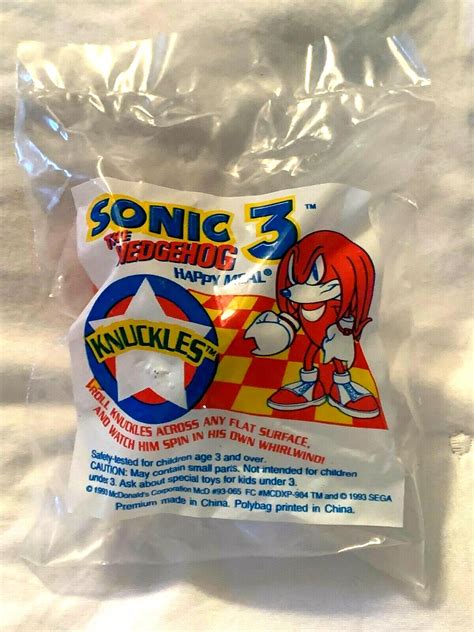 SONIC 3™
THE
HEDGEHOG
HAPPY MEAL®
KNUCKLES™
ROLL KNUCKLES ACROSS ANY FLAT SURFACE,
AND WATCH HIM SPIN IN HIS OWN WHIRLWIND!
Safety-tested for children age 3 and over.
CAUTION: May contain small parts. Not intended for children
under 3. Ask about special toys for kids under 3.
© 1993 McDonald's Corporation McD #93-065 FC #MCDXP-984 TM and © 1993 SEGA
Premium made in China. Polybag printed in China.